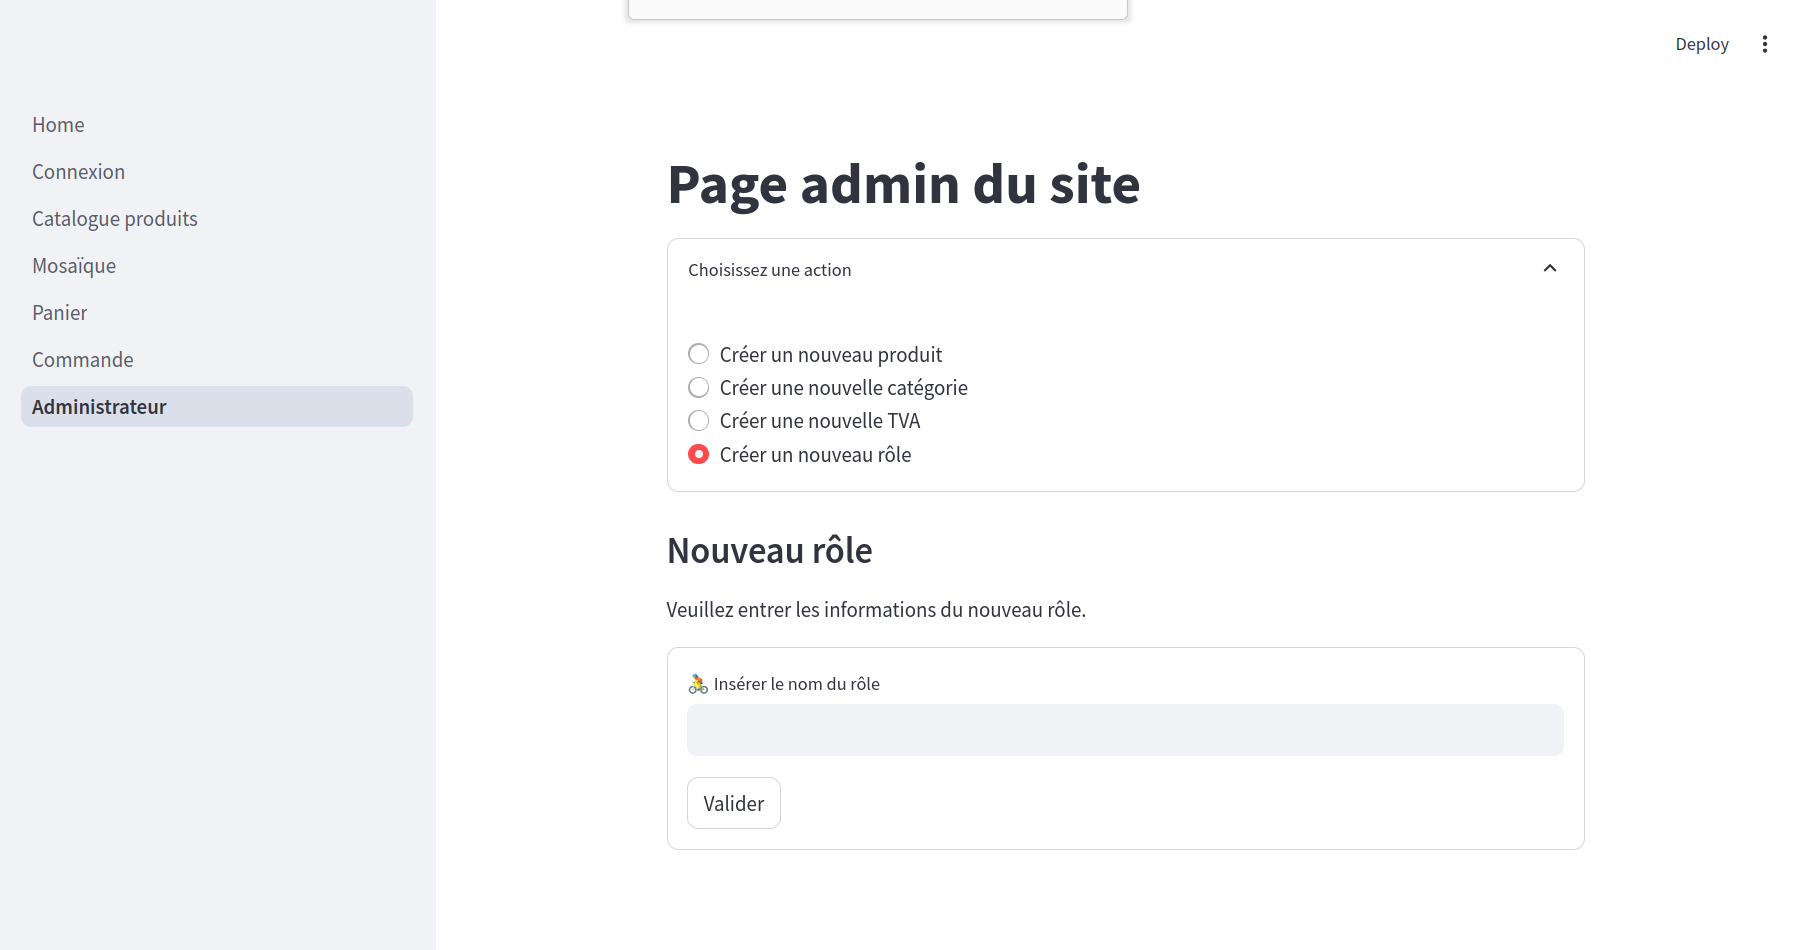 Deploy
Home
Connexion
Catalogue produits
Mosaïque
Panier
Commande
Administrateur
Page admin du site
Choisissez une action
Créer un nouveau produit
Créer une nouvelle catégorie
Créer une nouvelle TVA
Créer un nouveau rôle
Nouveau rôle
Veuillez entrer les informations du nouveau rôle.
🚴 Insérer le nom du rôle
Valider